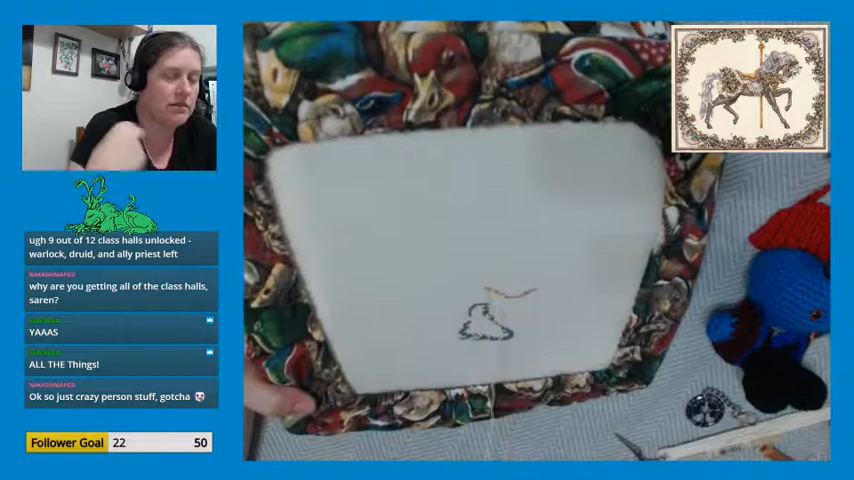 ugh 9 out of 12 class halls unlocked -
warlock, druid, and ally priest left
NAKASHIMAFIED
why are you getting all of the class halls,
saren?
YAAAS
ALL THE Things!
NAKASHIMAFIED
Ok so just crazy person stuff, gotcha
Follower Goal 22 50